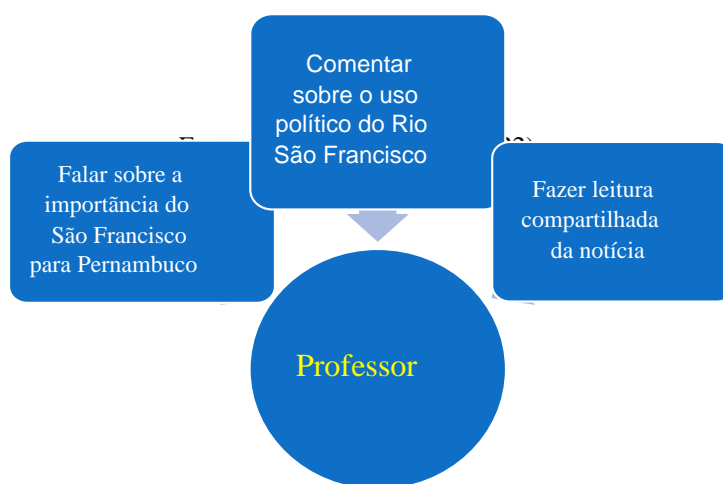 Comentar
sobre o uso
político do Rio
São Francisco
Falar sobre a
importãncia do
São Francisco
para Pernambuco
Fazer leitura
compartilhada
da notícia
Professor